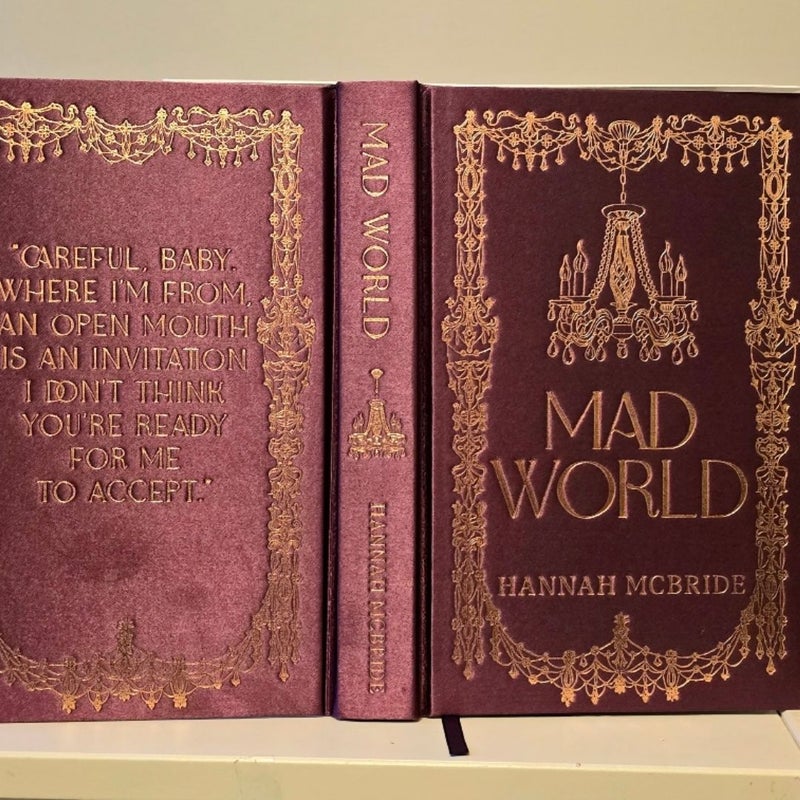 "CAREFUL, BABY.
WHERE I'M FROM,
AN OPEN MOUTH
IS AN INVITATION
I DON'T THINK
YOU'RE READY
FOR ME
TO ACCEPT."
MAD WORLD
HANNAH MCBRIDE
MAD
WORLD
HANNAH MCBRIDE